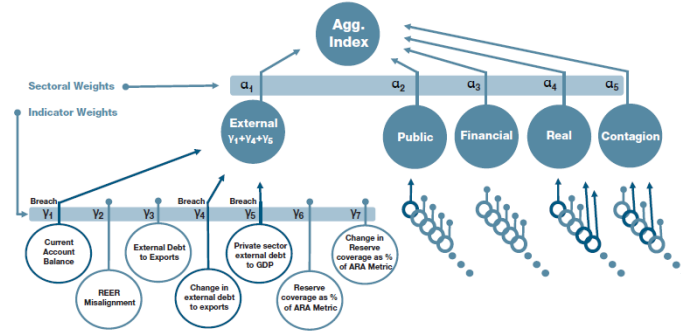 Agg.
Index
Sectoral Weights
α1
α2
α3
α4
α5
Indicator Weights
External
γ1+γ4+γ5
Public
Financial
Real
Contagion
Breach
Breach
Breach
γ1
γ2
γ3
γ4
γ5
γ6
γ7
Current
Account
Balance
REER
Misalignment
External Debt
to Exports
Change in
external debt
to exports
Private sector
external debt
to GDP
Reserve
coverage as %
of ARA Metric
Change in
Reserve
coverage as %
of ARA Metric